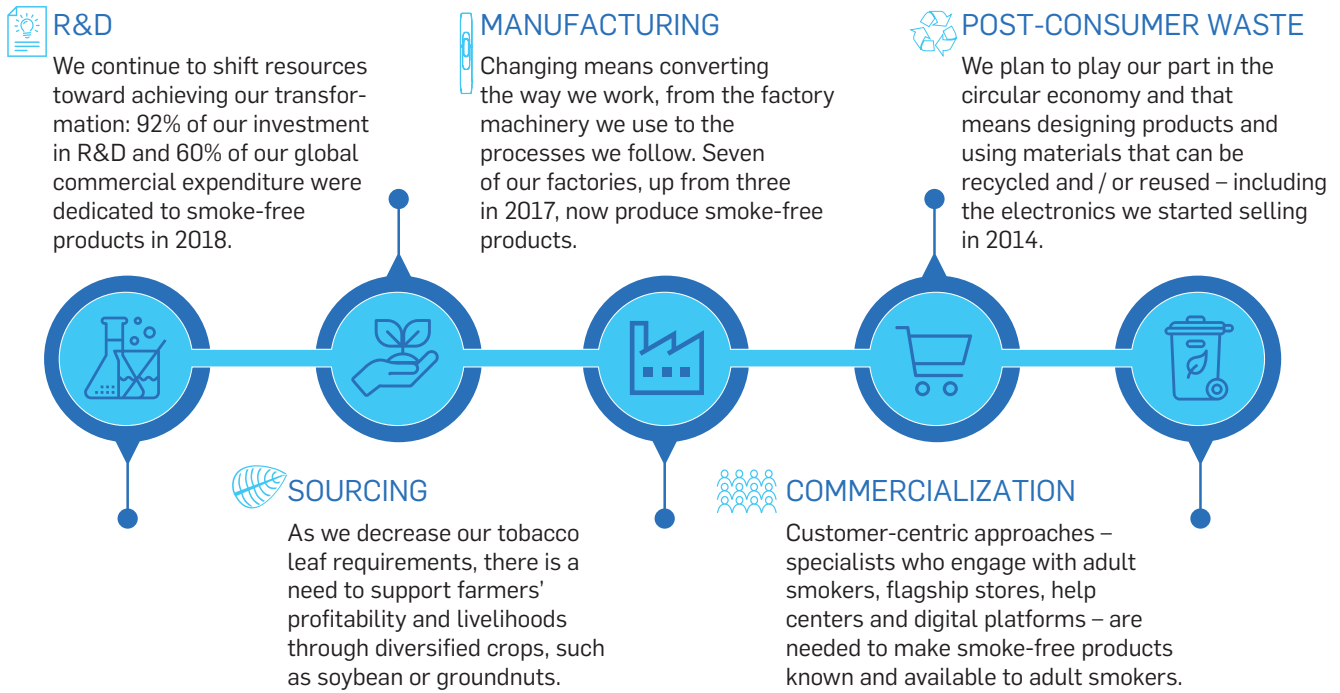 R&D
We continue to shift resources
toward achieving our transfor-
mation: 92% of our investment
in R&D and 60% of our global
commercial expenditure were
dedicated to smoke-free
products in 2018.
MANUFACTURING
Changing means converting
the way we work, from the factory
machinery we use to the
processes we follow. Seven
of our factories, up from three
in 2017, now produce smoke-free
products.
POST-CONSUMER WASTE
We plan to play our part in the
circular economy and that
means designing products and
using materials that can be
recycled and / or reused – including
the electronics we started selling
in 2014.
SOURCING
As we decrease our tobacco
leaf requirements, there is a
need to support farmers’
profitability and livelihoods
through diversified crops, such
as soybean or groundnuts.
COMMERCIALIZATION
Customer-centric approaches –
specialists who engage with adult
smokers, flagship stores, help
centers and digital platforms – are
needed to make smoke-free products
known and available to adult smokers.